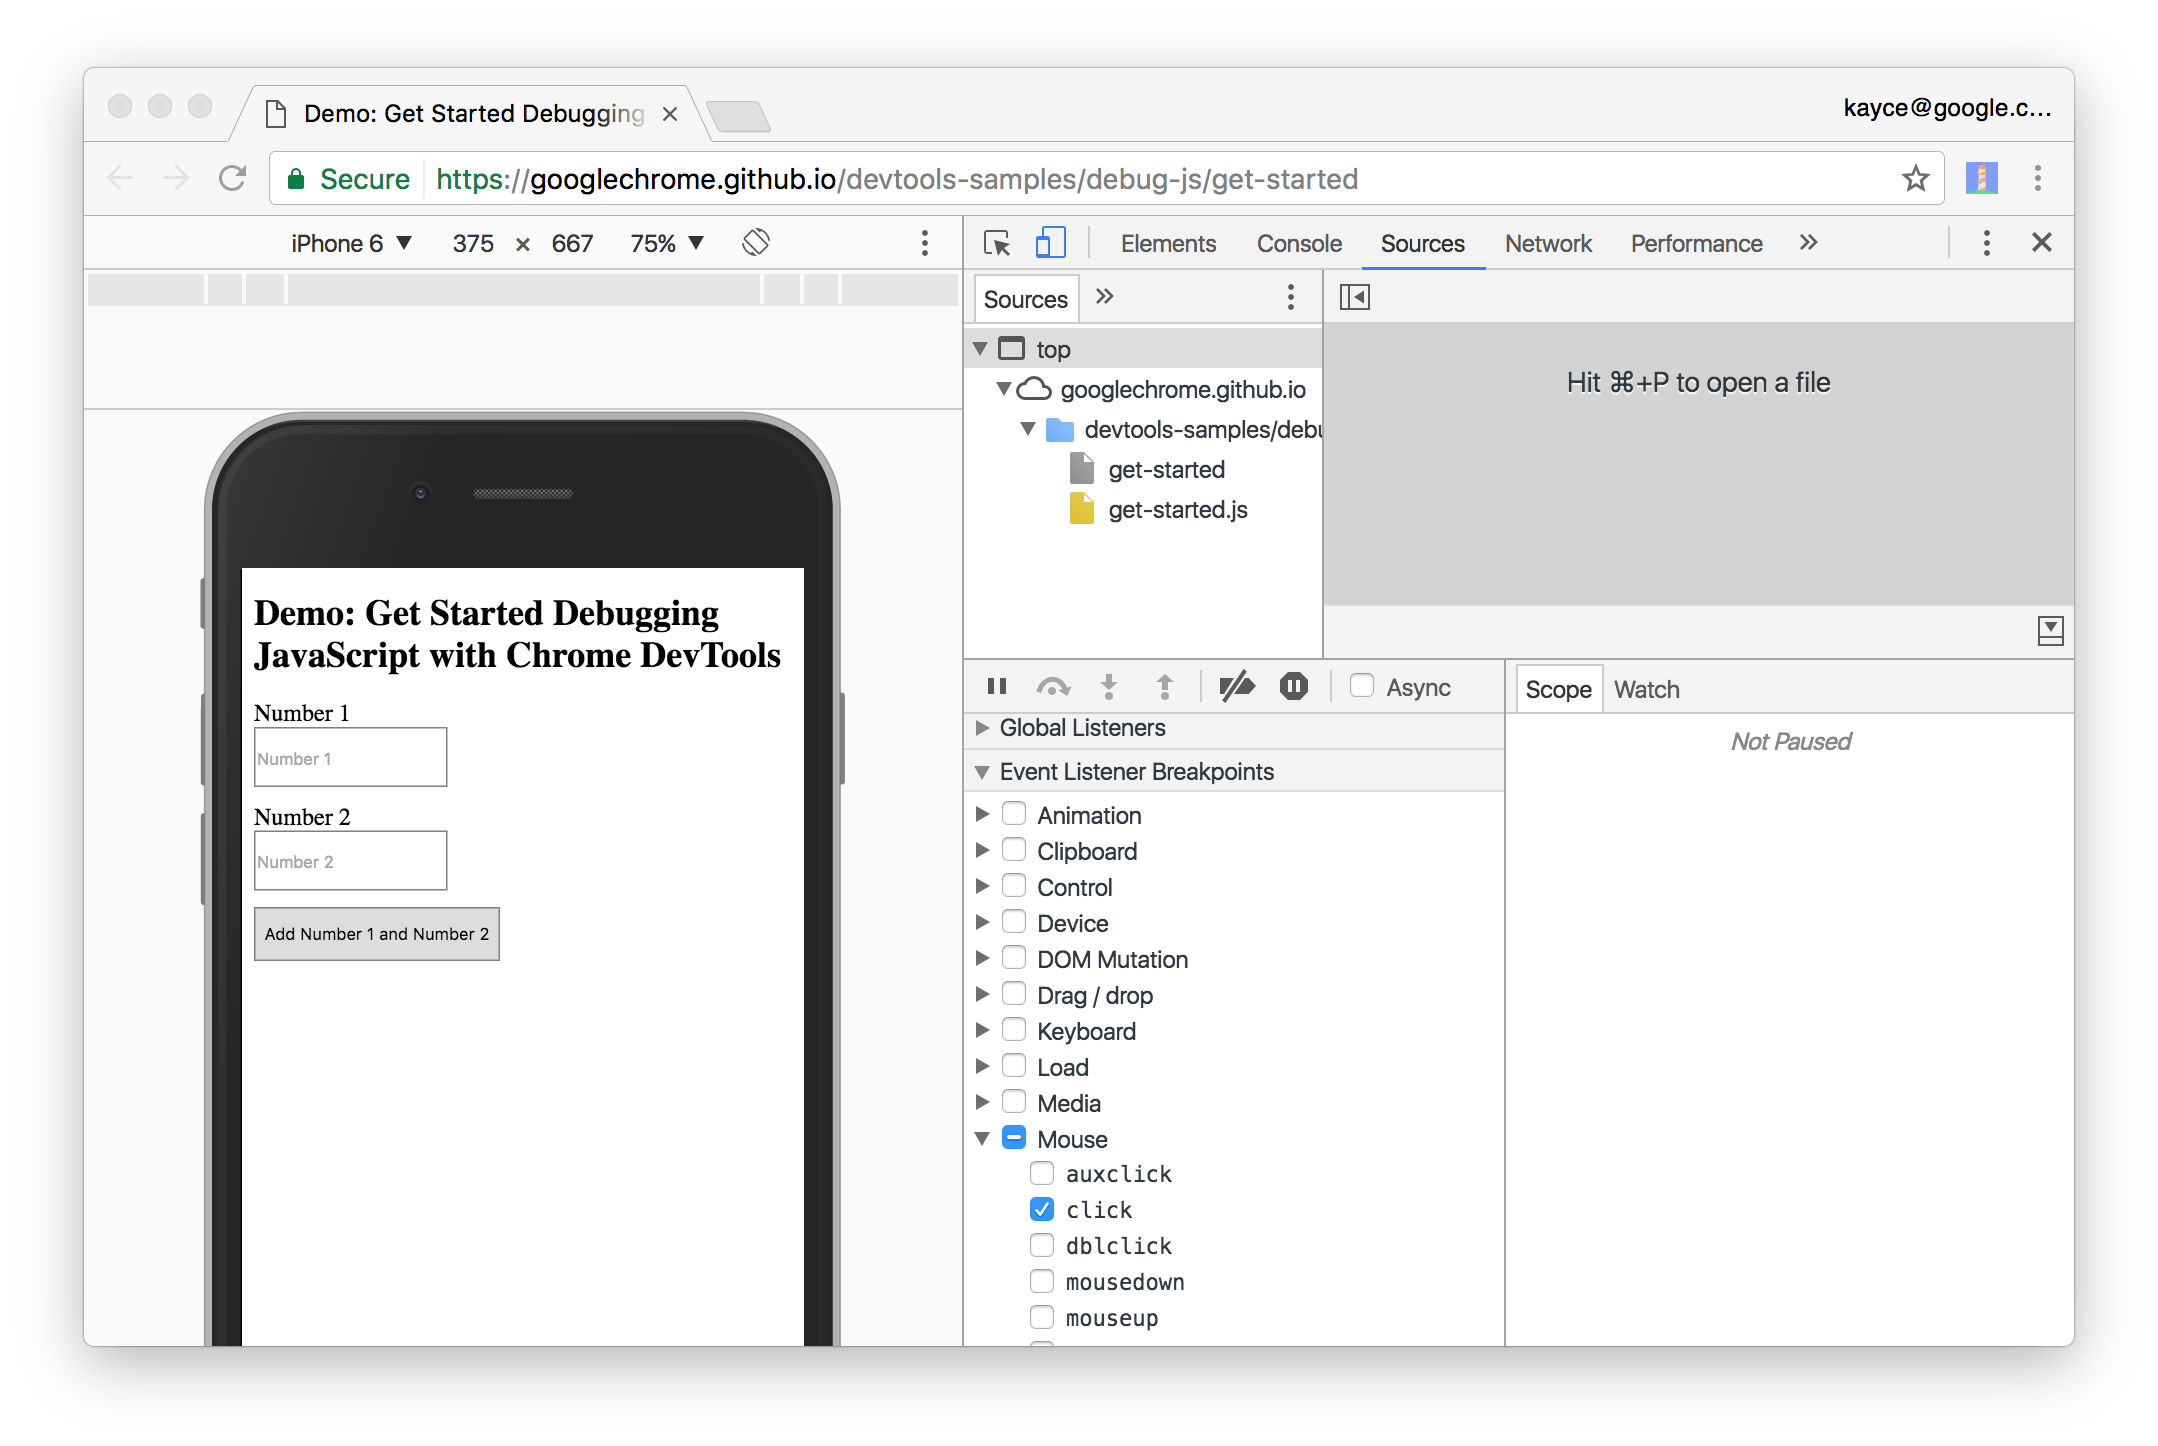 Demo: Get Started Debugging
kayce@google.c...
Secure https://googlechrome.github.io/devtools-samples/debug-js/get-started
iPhone 6 ▼ 375 × 667 75% ▼
Elements Console Sources Network Performance »
Sources »
top
googlechrome.github.io
devtools-samples/debu
get-started
get-started.js
Hit ⌘+P to open a file
Demo: Get Started Debugging
JavaScript with Chrome DevTools
Number 1
Number 1
Number 2
Number 2
Add Number 1 and Number 2
Async
Global Listeners
Event Listener Breakpoints
Animation
Clipboard
Control
Device
DOM Mutation
Drag / drop
Keyboard
Load
Media
Mouse
auxclick
click
dblclick
mousedown
mouseup
Scope Watch
Not Paused